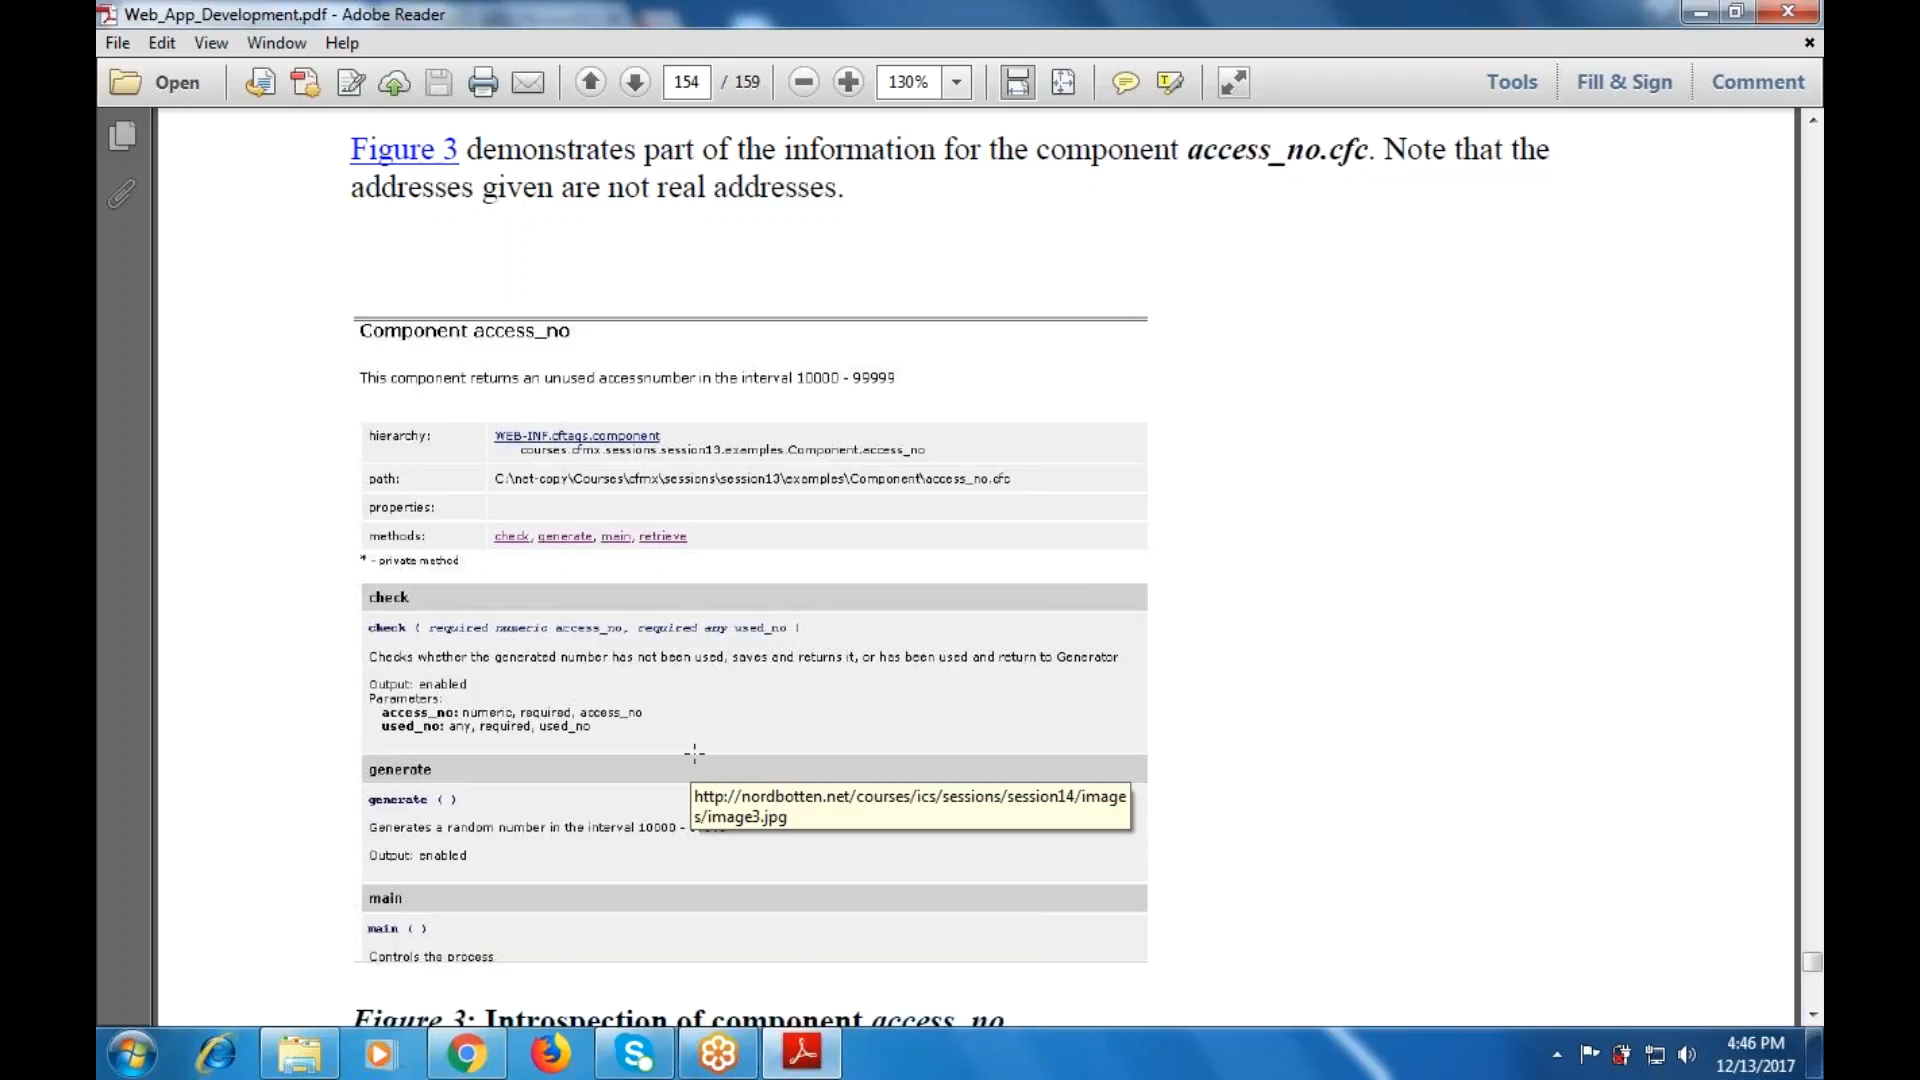 Web_App_Development.pdf - Adobe Reader
File Edit View Window Help
Open 154 / 159 130% Tools Fill & Sign Comment
Figure 3 demonstrates part of the information for the component access_no.cfc. Note that the
addresses given are not real addresses.
Component access_no
This component returns an unused accessnumber in the interval 10000 - 99999
hierarchy: WEB-INF.cftags.component
courses.cfmx.sessions.session13.examples.Component.access_no
path: C:\net-copy\Courses\cfmx\sessions\session13\examples\Component\access_no.cfc
properties:
methods: check, generate, main, retrieve
* - private method
check
check ( required numeric access_no, required any used_no )
Checks whether the generated number has not been used, saves and returns it, or has been used and return to Generator
Output: enabled
Parameters:
access_no: numeric, required, access_no
used_no: any, required, used_no
generate
generate ( )
http://nordbotten.net/courses/ics/sessions/session14/image
s/image3.jpg
Generates a random number in the interval 10000 -
Output: enabled
main
main ( )
Controls the process
Figure 3: Introspection of component access_no
4:46 PM
12/13/2017